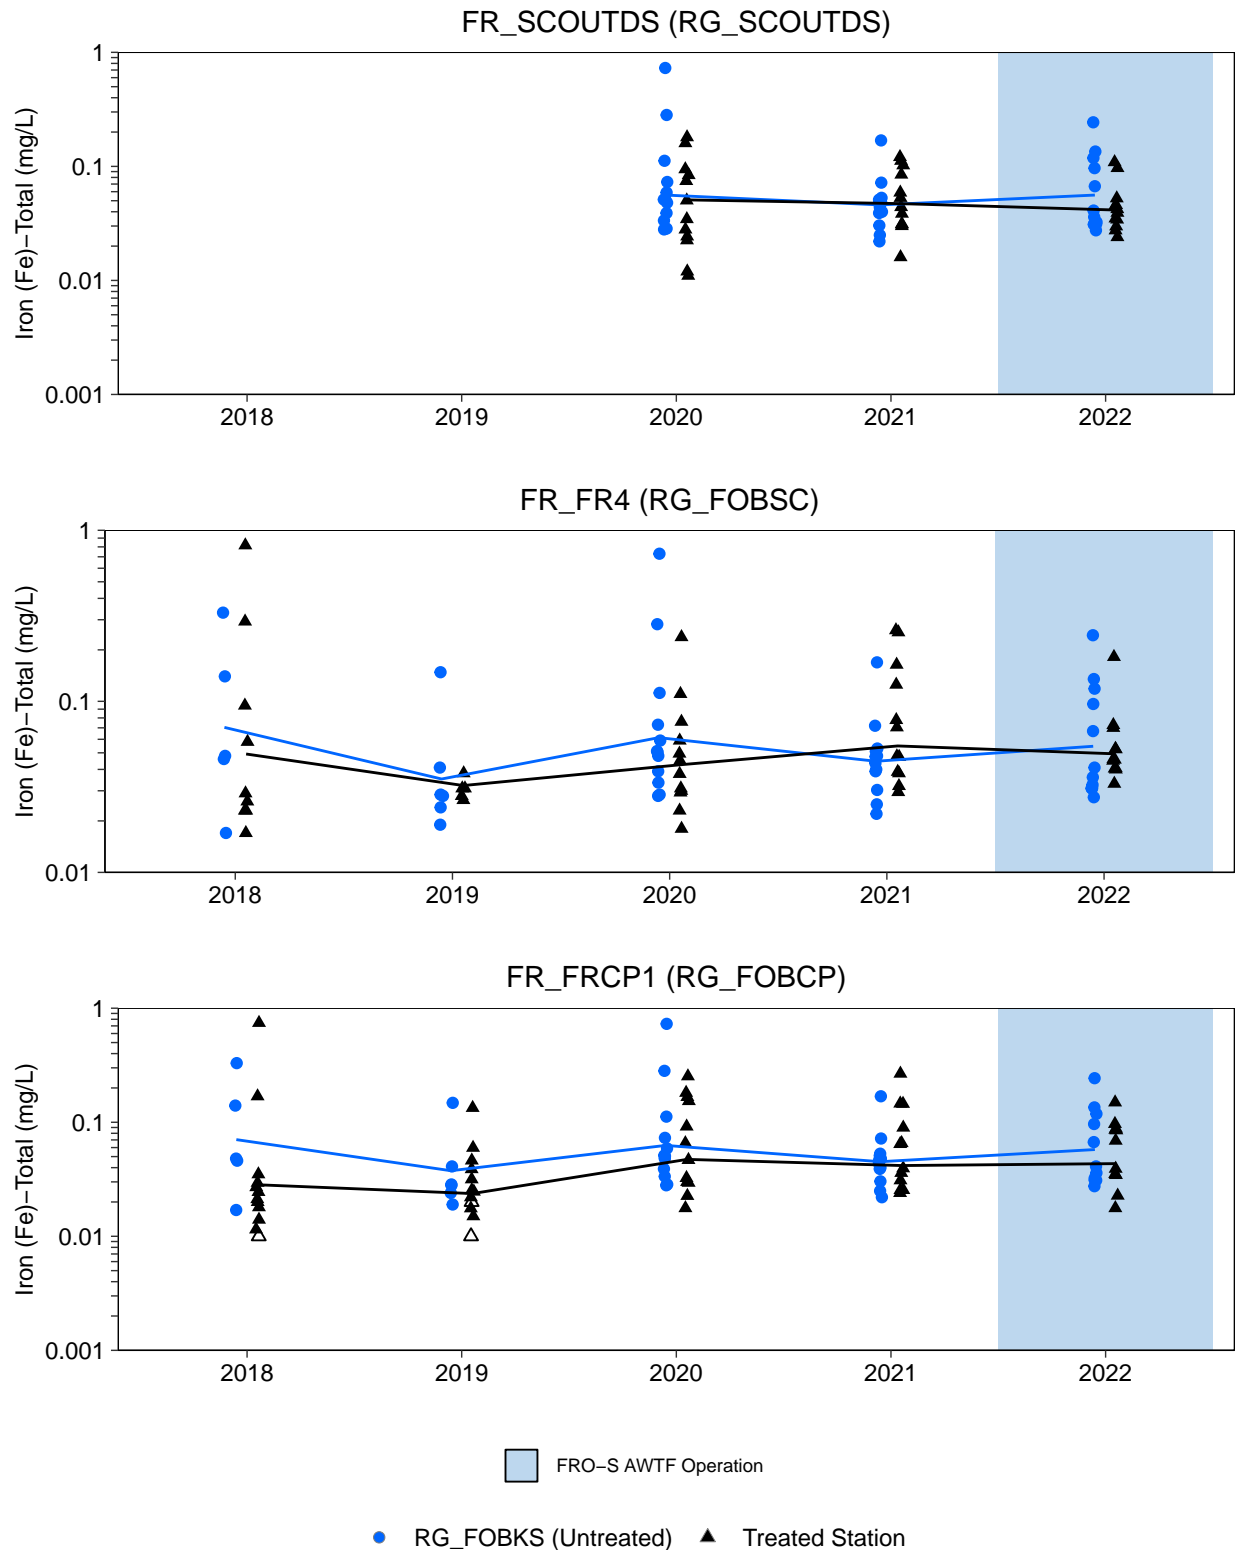 FR_SCOUTDS (RG_SCOUTDS)
Iron (Fe)−Total (mg/L)
1
0.1
0.01
0.001
2018 2019 2020 2021 2022
FR_FR4 (RG_FOBSC)
Iron (Fe)−Total (mg/L)
1
0.1
0.01
2018 2019 2020 2021 2022
FR_FRCP1 (RG_FOBCP)
Iron (Fe)−Total (mg/L)
1
0.1
0.01
0.001
2018 2019 2020 2021 2022
FRO−S AWTF Operation
RG_FOBKS (Untreated) Treated Station